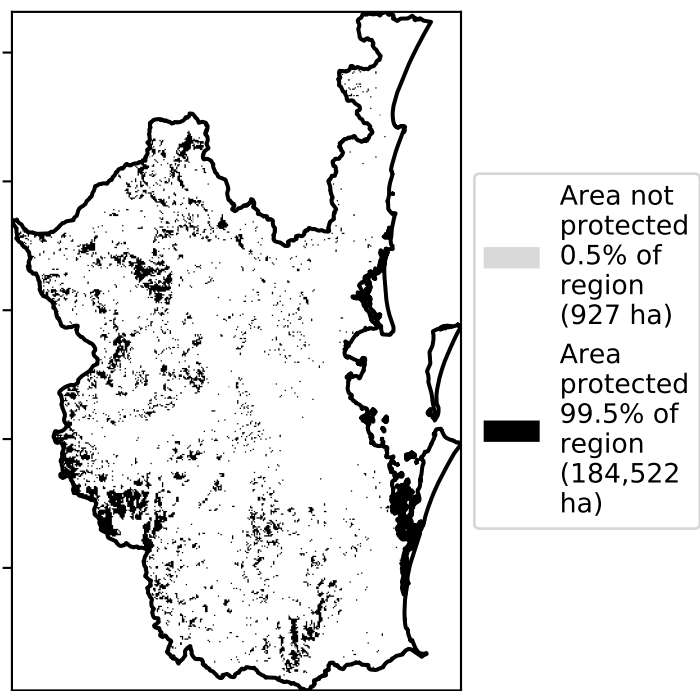 Area not
protected
0.5% of
region
(927 ha)
Area
protected
99.5% of
region
(184,522
ha)